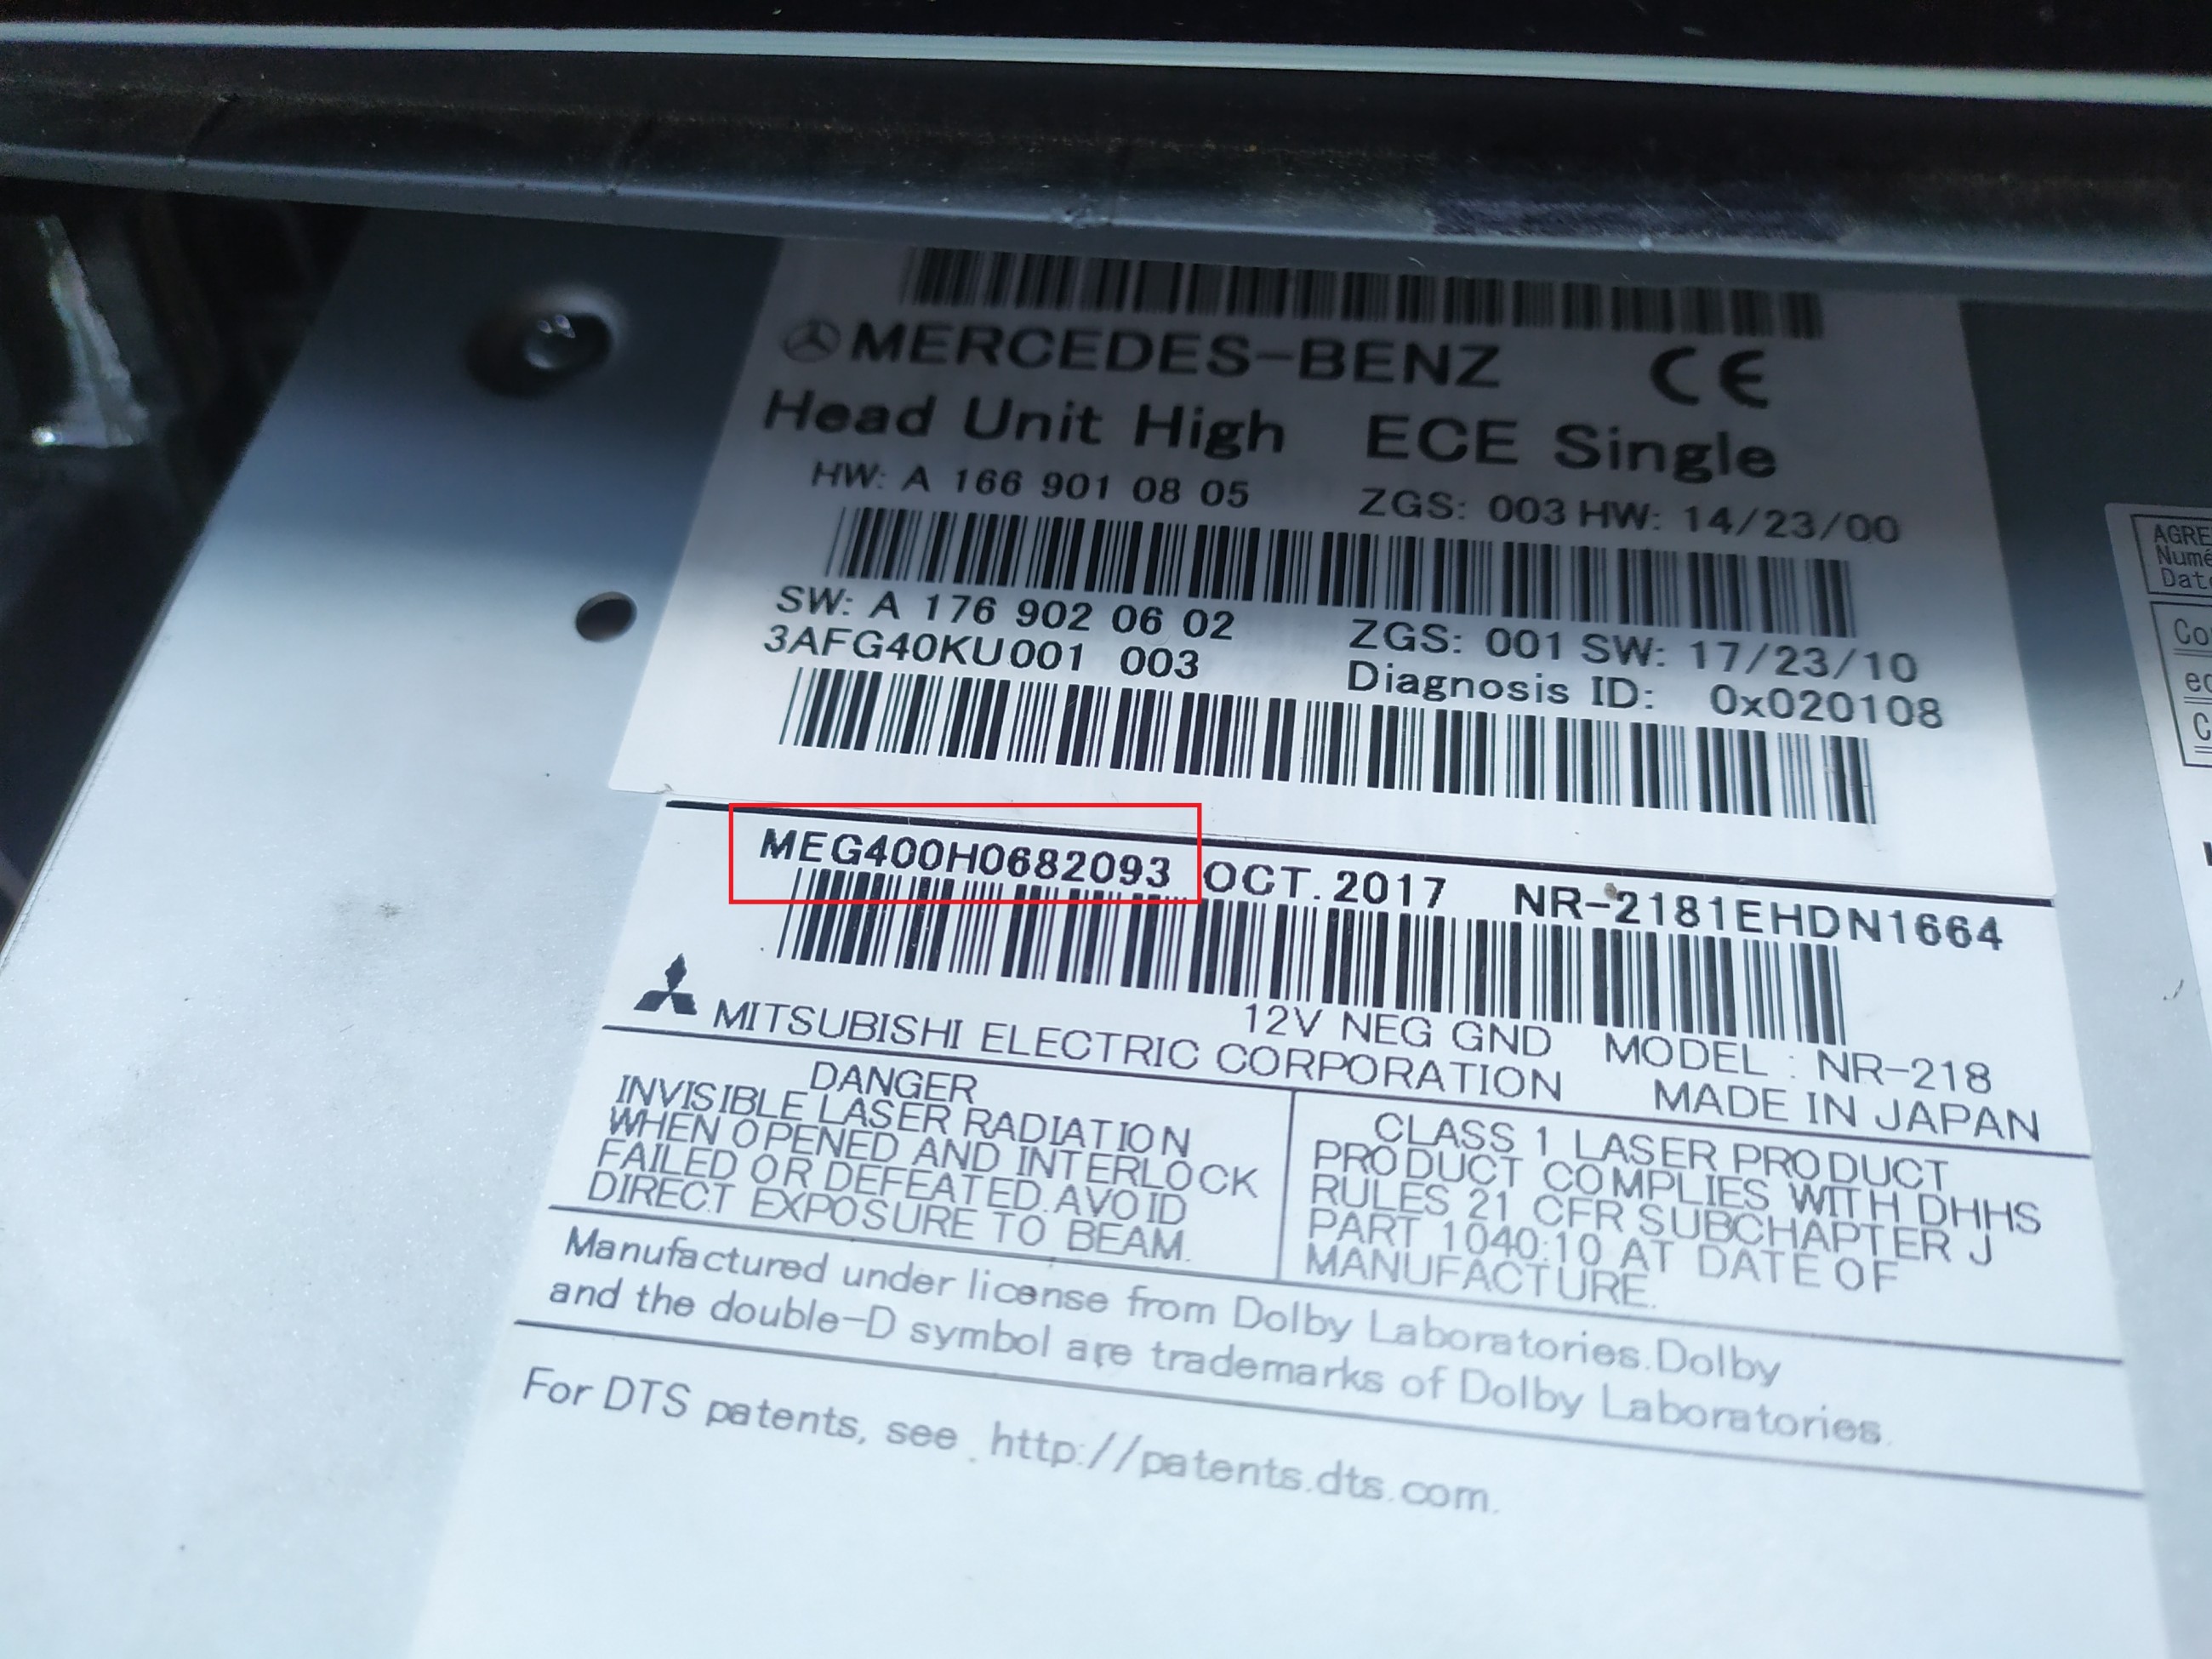 MERCEDES-BENZ CE
Head Unit High ECE Single
HW: A 166 901 08 05 ZGS: 003 HW: 14/23/00
SW: A 176 902 06 02 ZGS: 001 SW: 17/23/10
3AFG40KU001 003 Diagnosis ID: 0x020108
MEG400H0682093 OCT. 2017 NR-2181EHDN1664
12V NEG GND MODEL : NR-218
MITSUBISHI ELECTRIC CORPORATION MADE IN JAPAN
DANGER
INVISIBLE LASER RADIATION
WHEN OPENED AND INTERLOCK
FAILED OR DEFEATED.AVOID
DIRECT EXPOSURE TO BEAM.
CLASS 1 LASER PRODUCT
PRODUCT COMPLIES WITH DHHS
RULES 21 CFR SUBCHAPTER J
PART 1040:10 AT DATE OF
MANUFACTURE.
Manufactured under license from Dolby Laboratories.Dolby
and the double-D symbol are trademarks of Dolby Laboratories.
For DTS patents, see http://patents.dts.com.